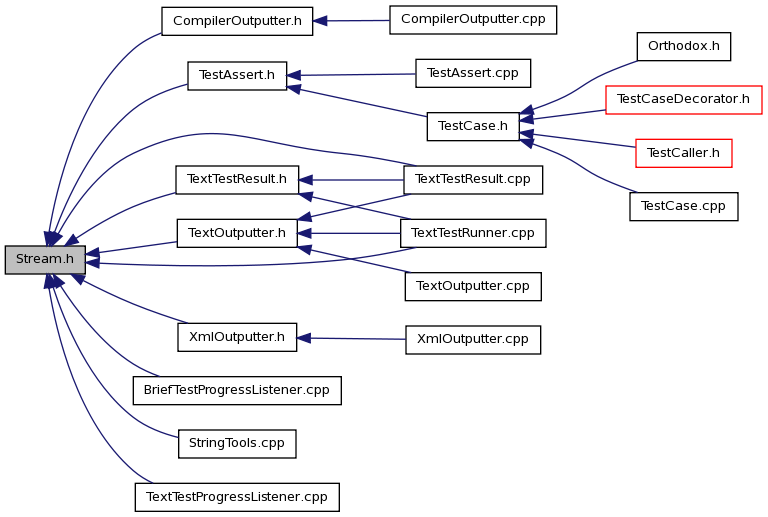 CompilerOutputter.h
CompilerOutputter.cpp
Orthodox.h
TestAssert.h
TestAssert.cpp
TestCaseDecorator.h
TestCase.h
TestCaller.h
TextTestResult.h
TextTestResult.cpp
TestCase.cpp
TextOutputter.h
TextTestRunner.cpp
Stream.h
TextOutputter.cpp
XmlOutputter.h
XmlOutputter.cpp
BriefTestProgressListener.cpp
StringTools.cpp
TextTestProgressListener.cpp